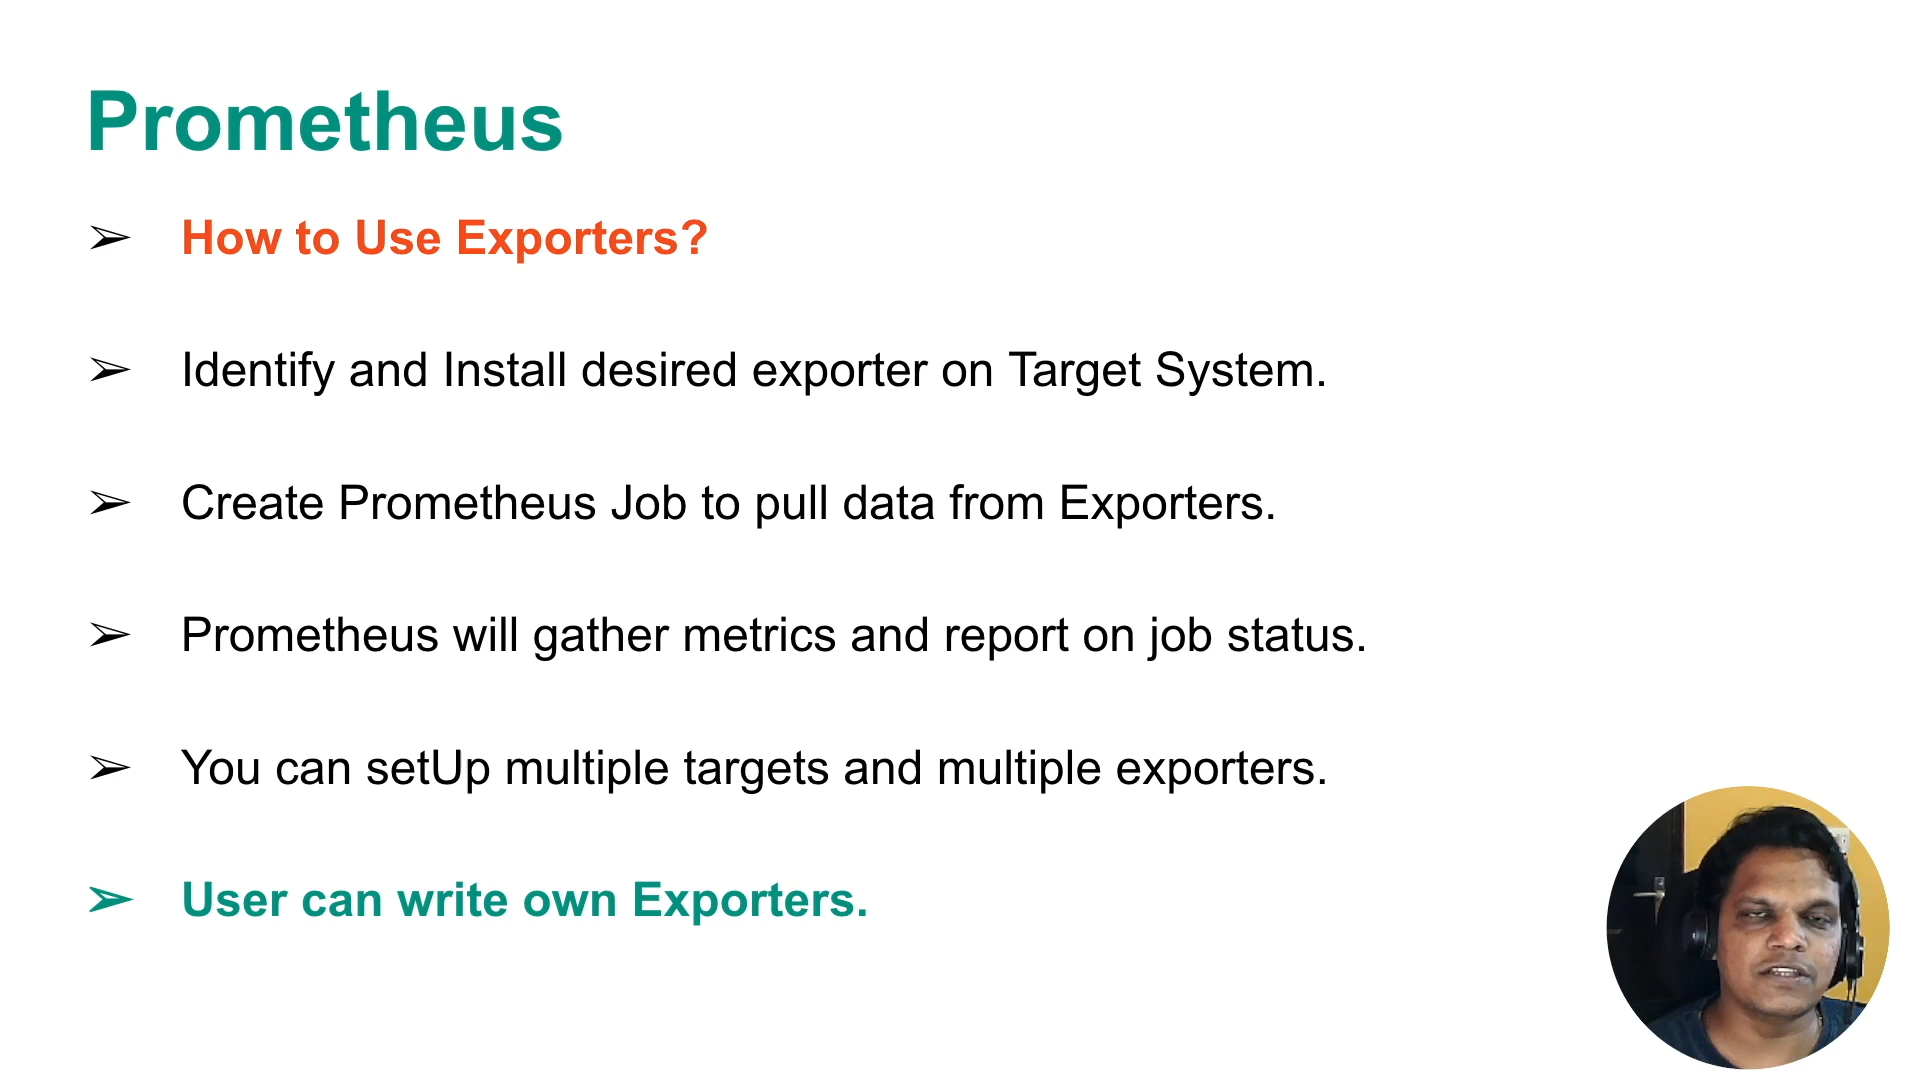 Prometheus
➢ How to Use Exporters?
➢ Identify and Install desired exporter on Target System.
➢ Create Prometheus Job to pull data from Exporters.
➢ Prometheus will gather metrics and report on job status.
➢ You can setUp multiple targets and multiple exporters.
➢ User can write own Exporters.